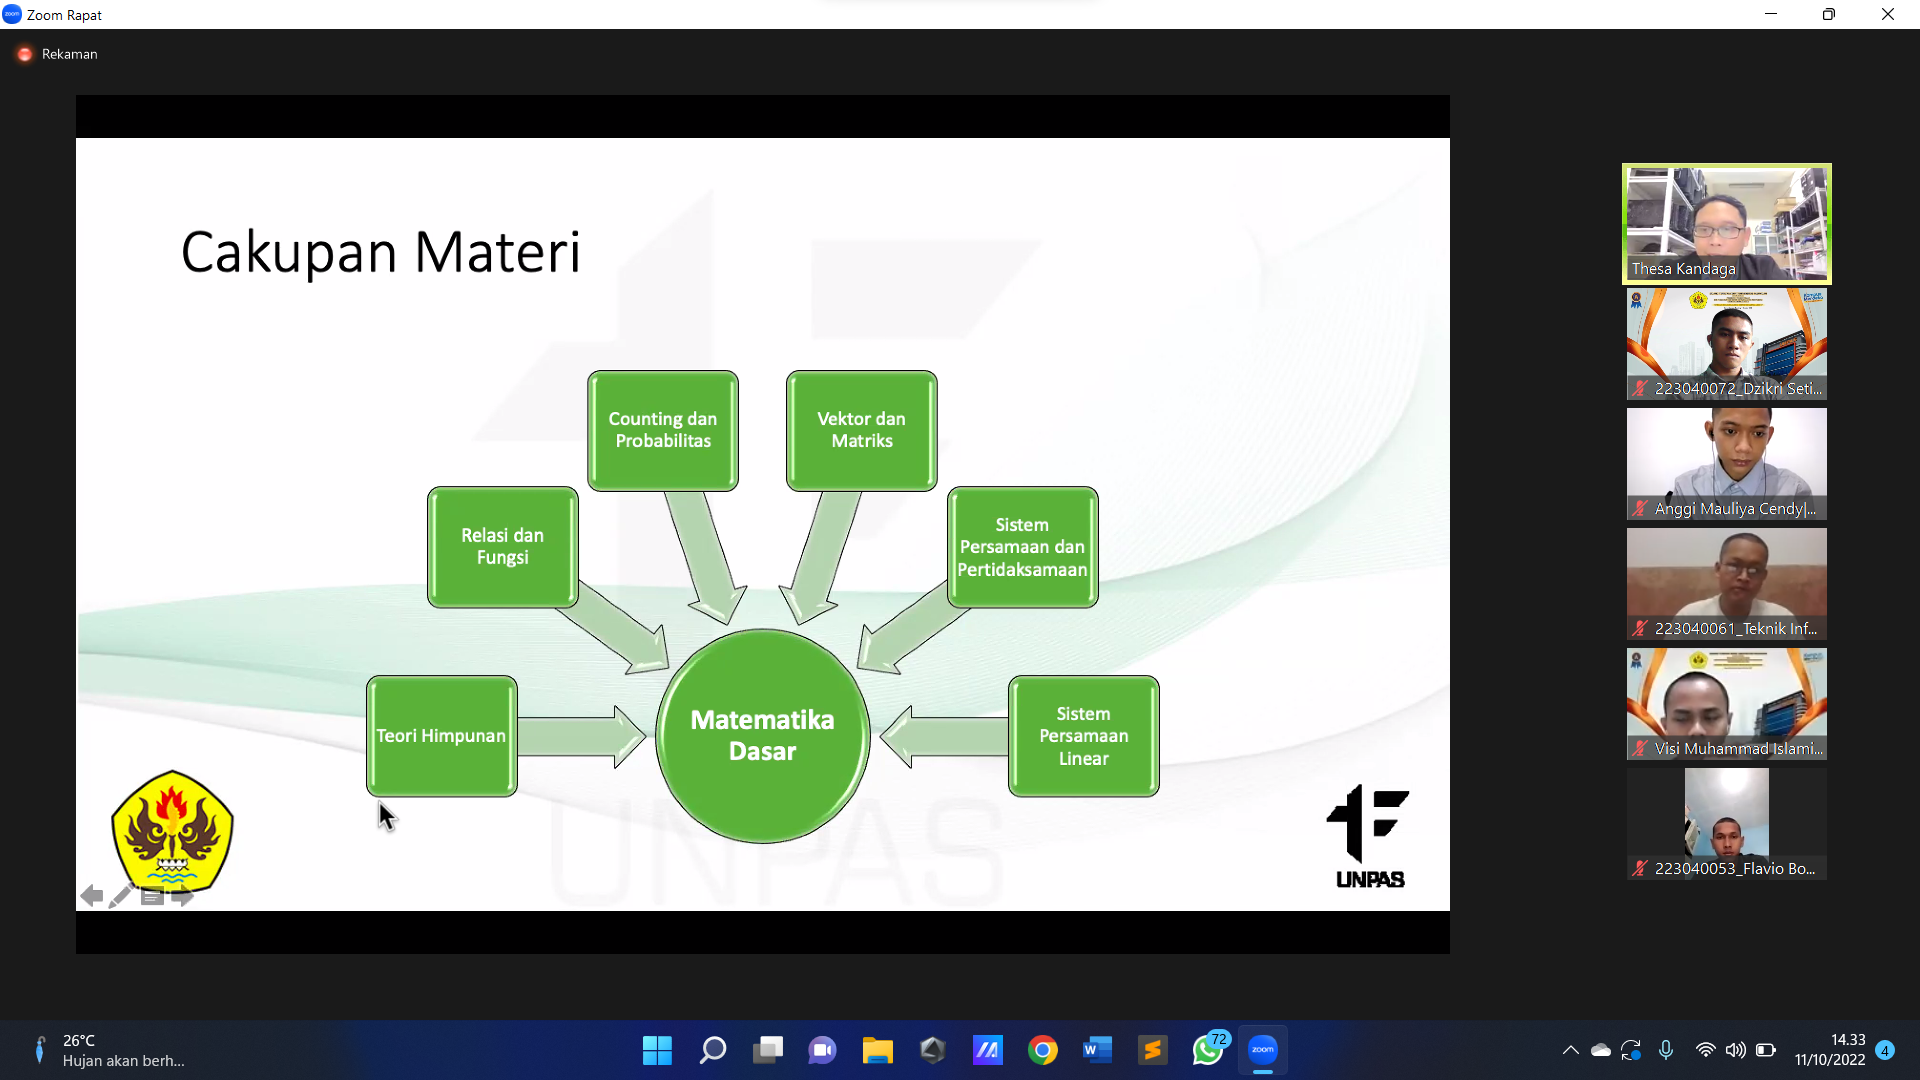 Zoom Rapat
Rekaman
Cakupan Materi
Counting dan
Probabilitas
Vektor dan
Matriks
Relasi dan
Fungsi
Sistem
Persamaan dan
Pertidaksamaan
Teori Himpunan
Matematika
Dasar
Sistem
Persamaan
Linear
UNPAS
UNPAS
Thesa Kandaga
223040072_Dzikri Seti...
Anggi Mauliya Cendy|...
223040061_Teknik Inf...
Visi Muhammad Islami...
223040053_Flavio Bo...
26°C
Hujan akan berh...
72
zoom
14.33
11/10/2022
4